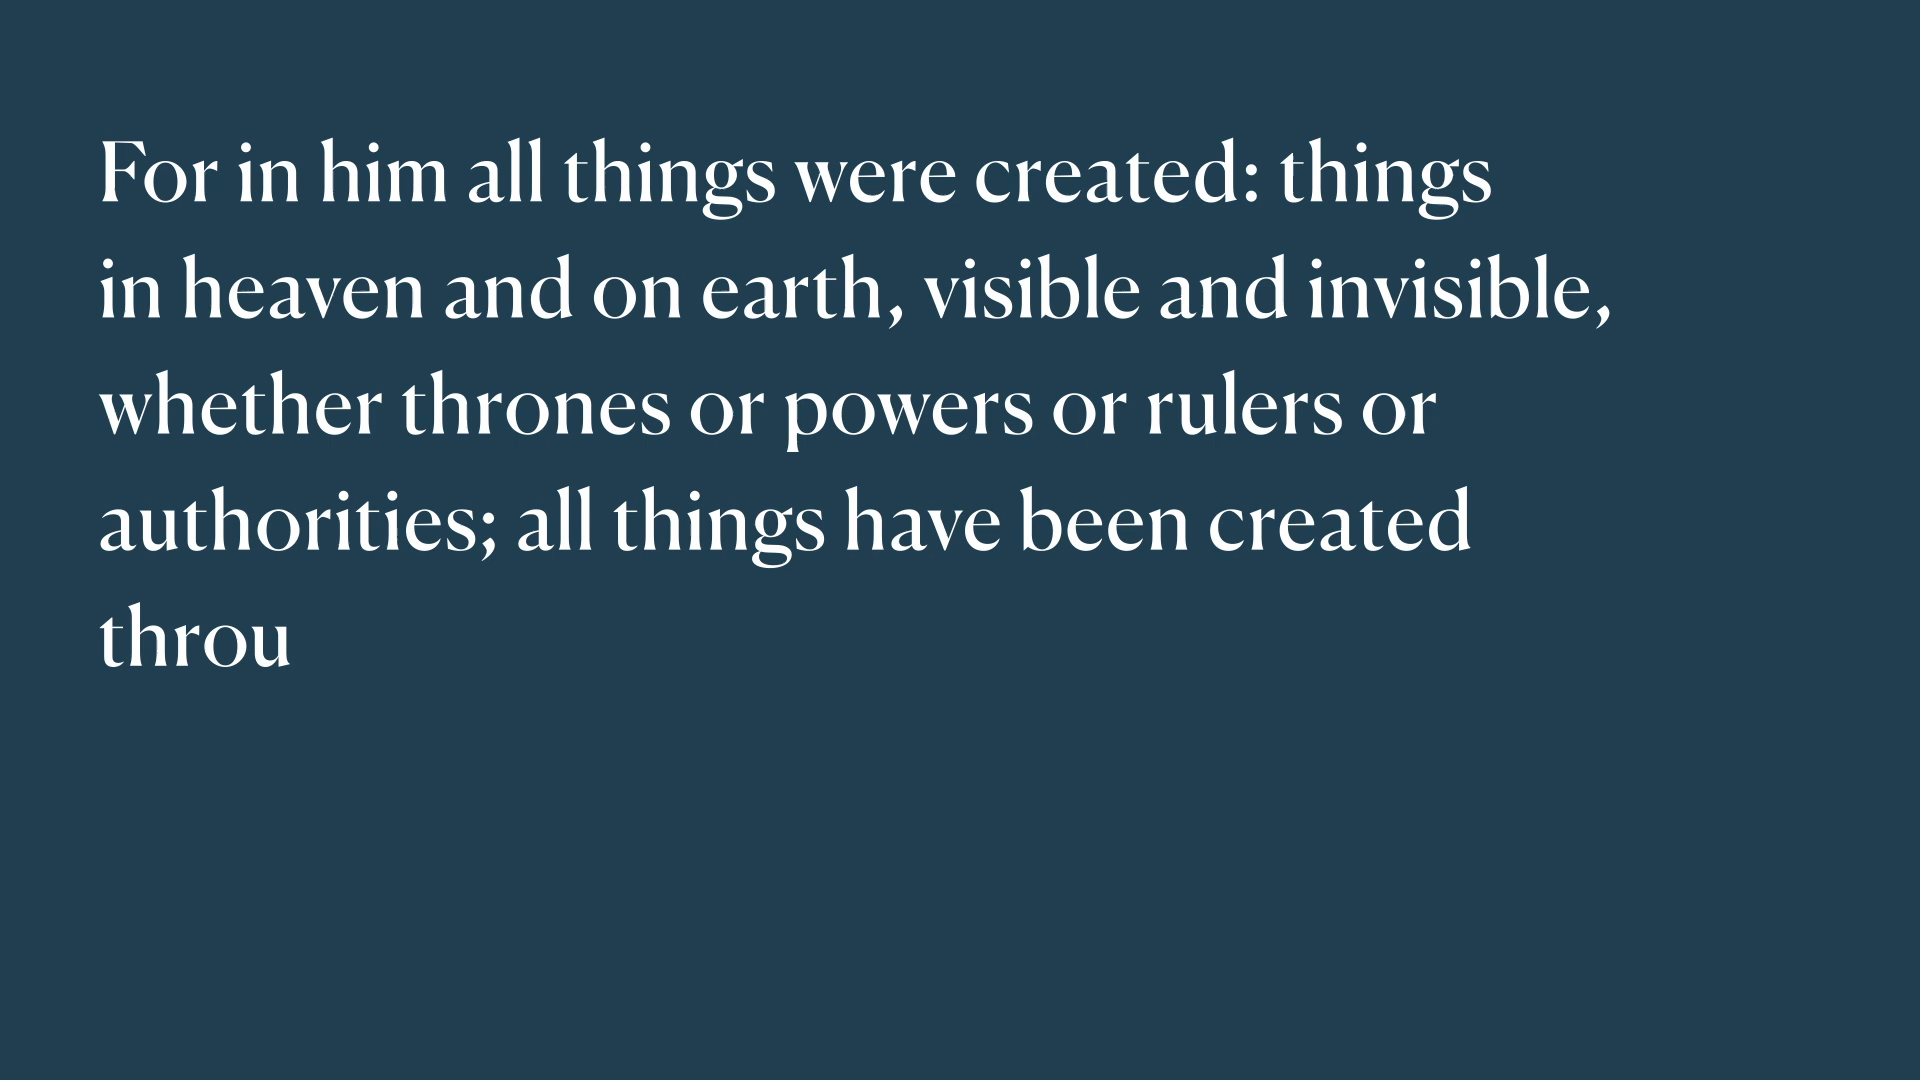 For in him all things were created: things
in heaven and on earth, visible and invisible,
whether thrones or powers or rulers or
authorities; all things have been created
throu